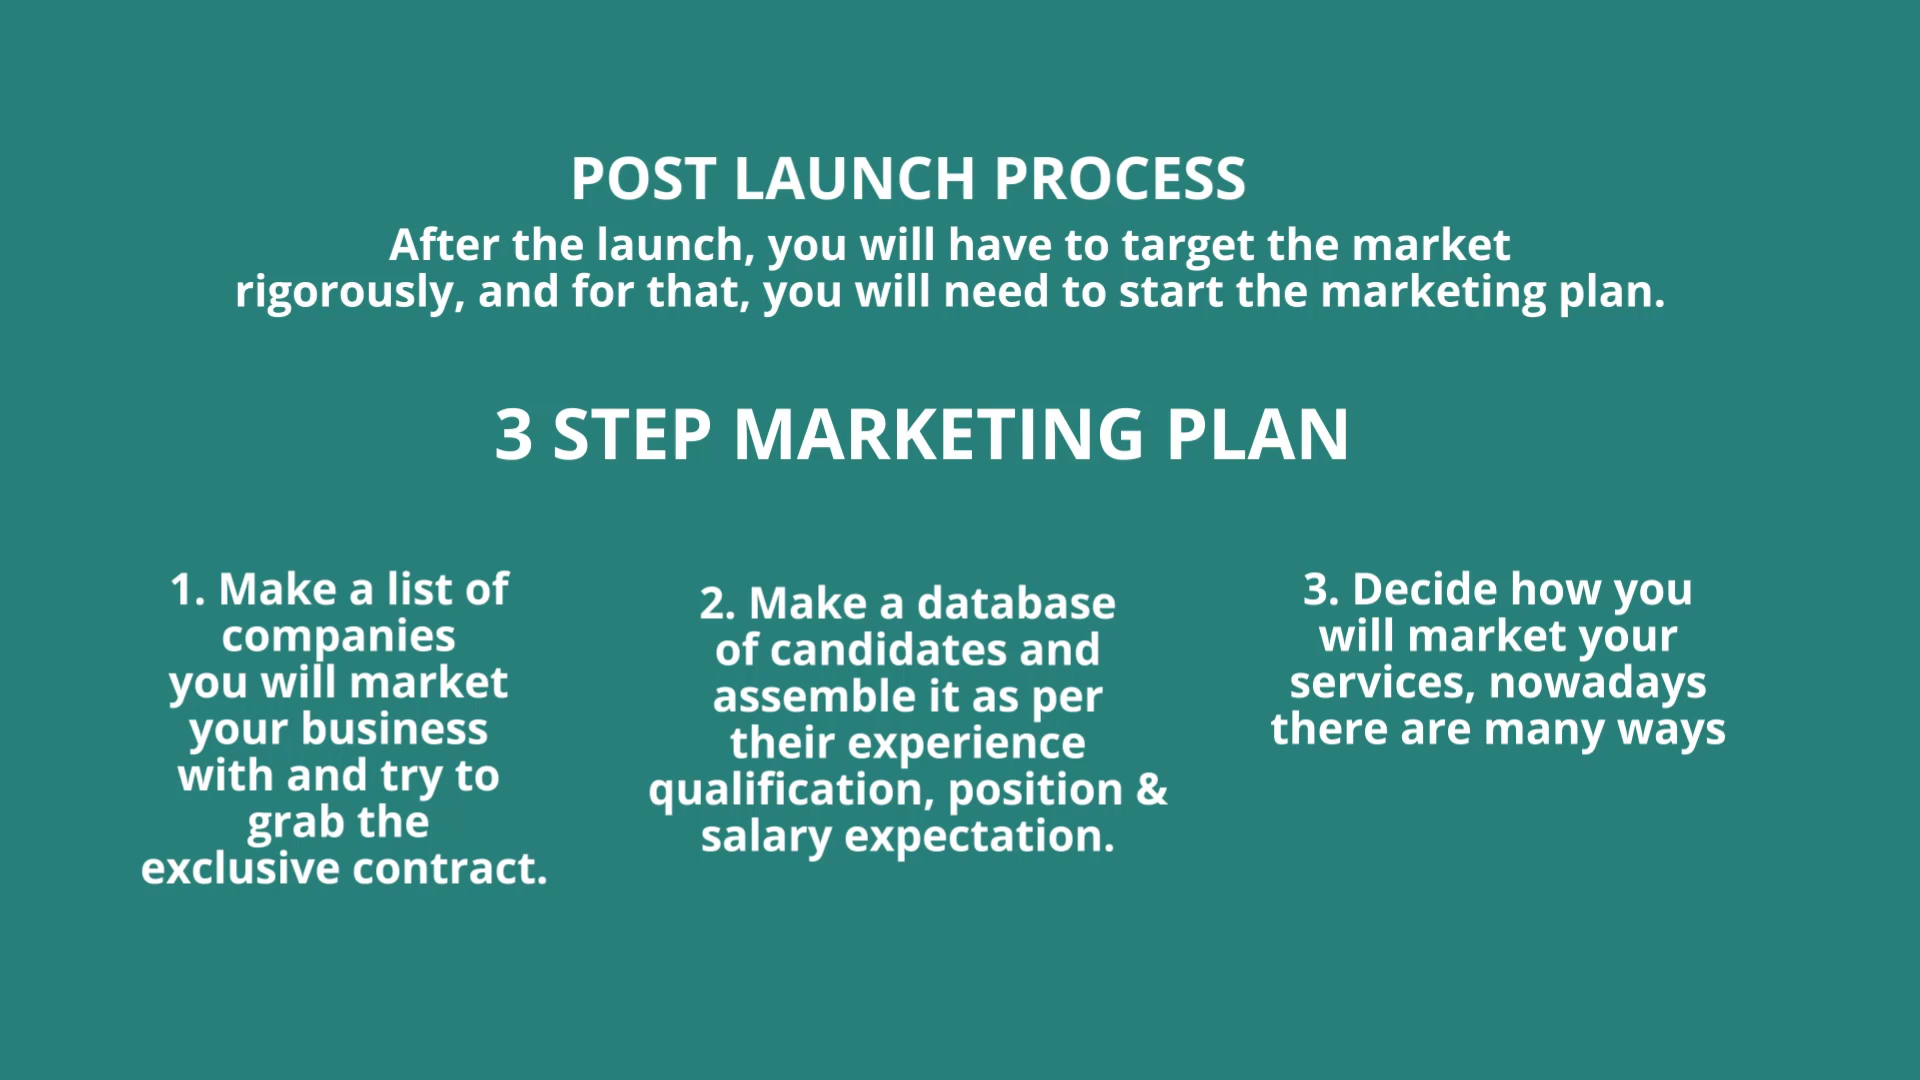 POST LAUNCH PROCESS
After the launch, you will have to target the market
rigorously, and for that, you will need to start the marketing plan.
3 STEP MARKETING PLAN
1. Make a list of
companies
you will market
your business
with and try to
grab the
exclusive contract.
2. Make a database
of candidates and
assemble it as per
their experience
qualification, position &
salary expectation.
3. Decide how you
will market your
services, nowadays
there are many ways